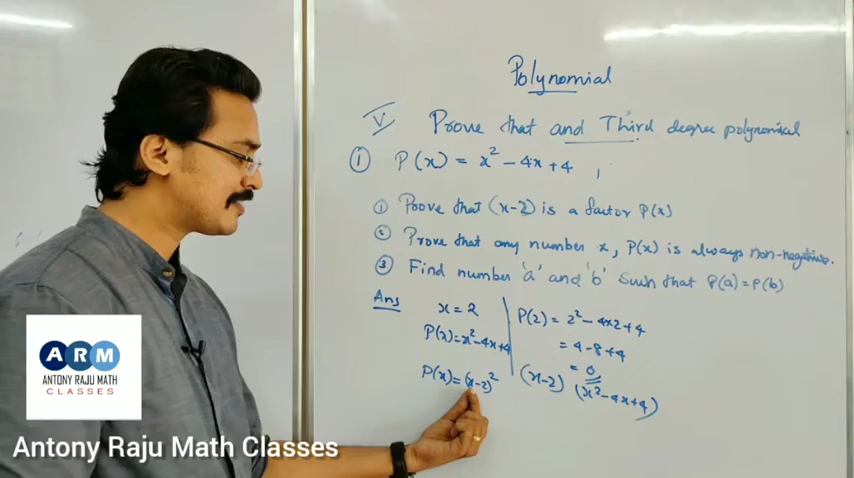 Polynomial
V Prove that and Third degree polynomial
① P(x) = x² - 4x + 4 ,
① Prove that (x-2) is a factor P(x)
② Prove that any number x, P(x) is always non-negative.
③ Find number 'a' and 'b' such that P(a) = P(b)
Ans
x = 2
P(x) = x² - 4x + 4
P(x) = (x-2)²
P(2) = 2² - 4x2 + 4
= 4 - 8 + 4
= 0
(x-2) (x² - 4x + 4)
ARM
ANTONY RAJU MATH
CLASSES
Antony Raju Math Classes